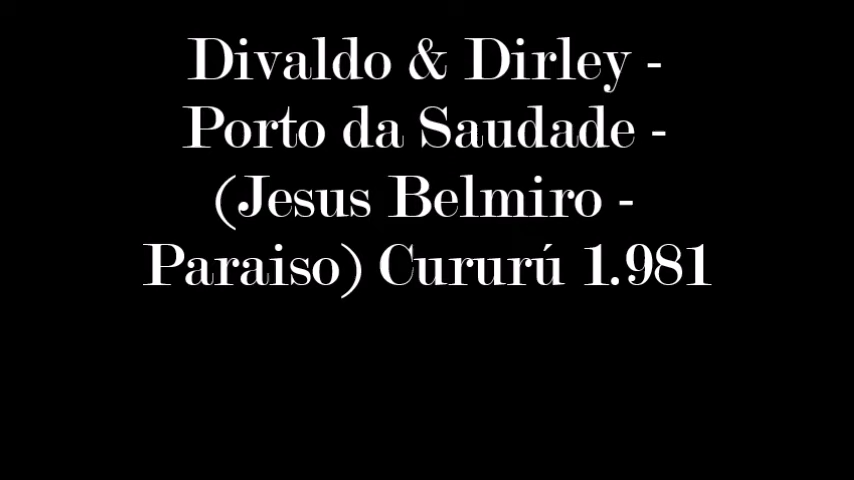 Divaldo & Dirley -
Porto da Saudade -
(Jesus Belmiro -
Paraiso) Cururú 1.981